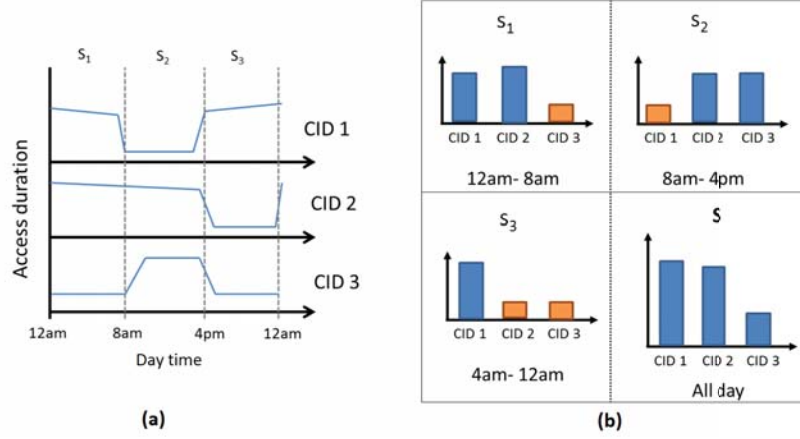 S1 S2 S3
Access duration
CID 1
CID 2
CID 3
12am 8am 4pm 12am
Day time
(a)
S1
CID 1 CID 2 CID 3
12am- 8am
S2
CID 1 CID 2 CID 3
8am- 4pm
S3
CID 1 CID 2 CID 3
4am- 12am
S
CID 1 CID 2 CID 3
All day
(b)